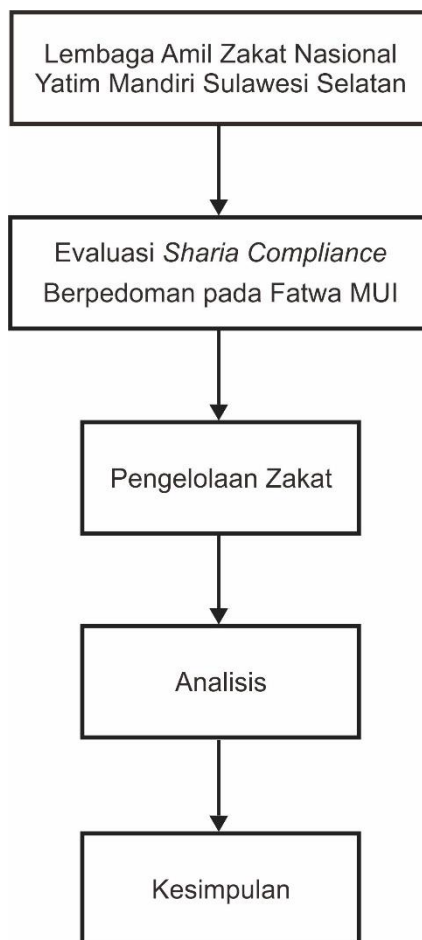 Lembaga Amil Zakat Nasional
Yatim Mandiri Sulawesi Selatan
Evaluasi Sharia Compliance
Berpedoman pada Fatwa MUI
Pengelolaan Zakat
Analisis
Kesimpulan